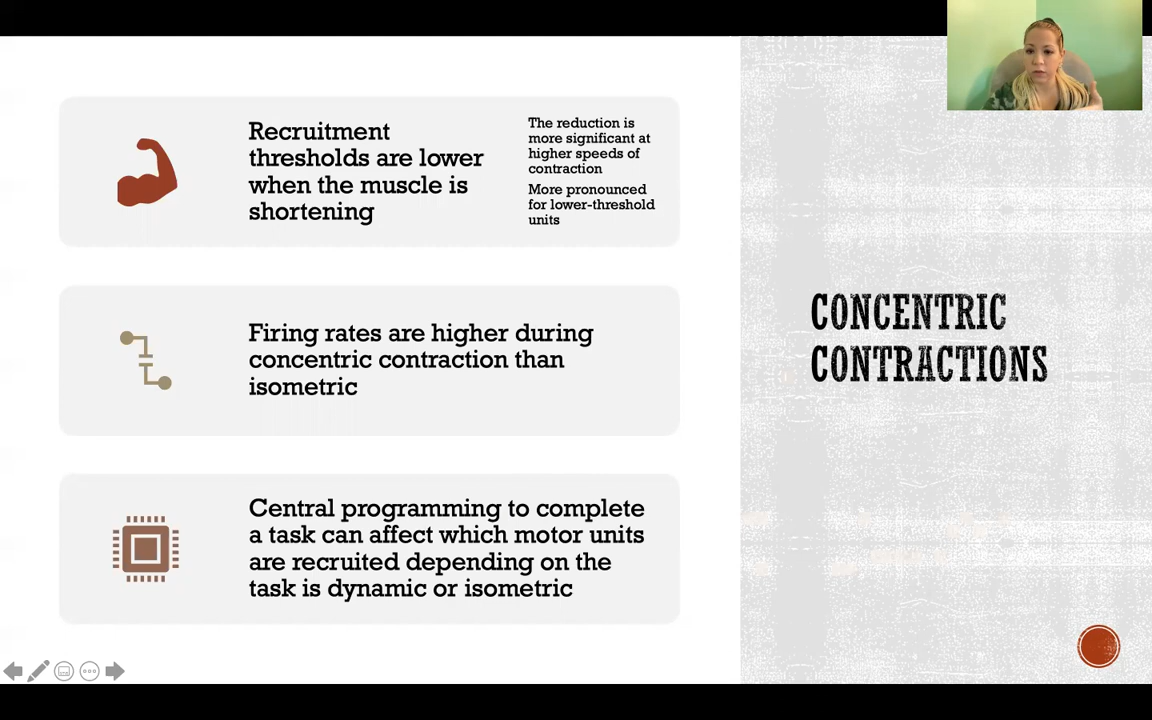 Recruitment
thresholds are lower
when the muscle is
shortening
The reduction is
more significant at
higher speeds of
contraction
More pronounced
for lower-threshold
units
Firing rates are higher during
concentric contraction than
isometric
Central programming to complete
a task can affect which motor units
are recruited depending on the
task is dynamic or isometric
CONCENTRIC
CONTRACTIONS